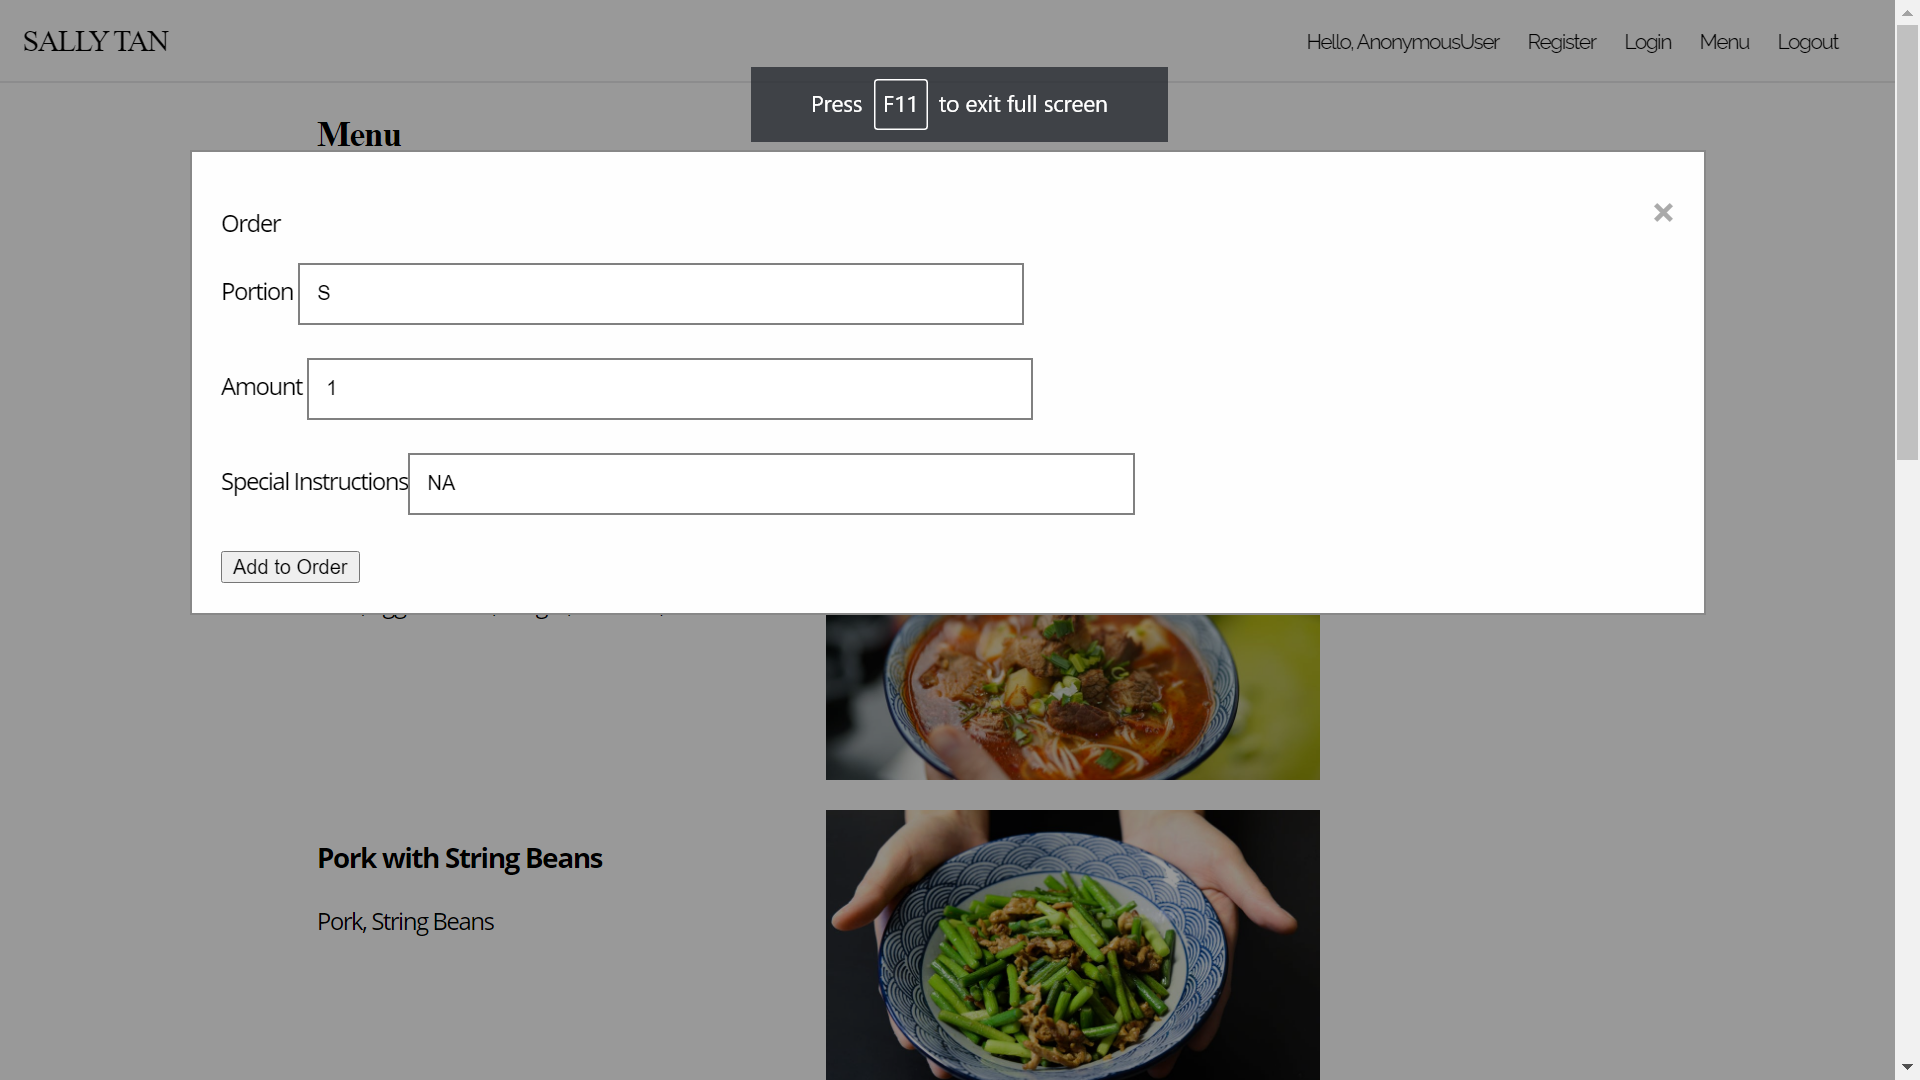 SALLY TAN
Hello, AnonymousUser Register Login Menu Logout
Press F11 to exit full screen
Menu
Order
Portion S
Amount 1
Special Instructions NA
Add to Order
Pork with String Beans
Pork, String Beans